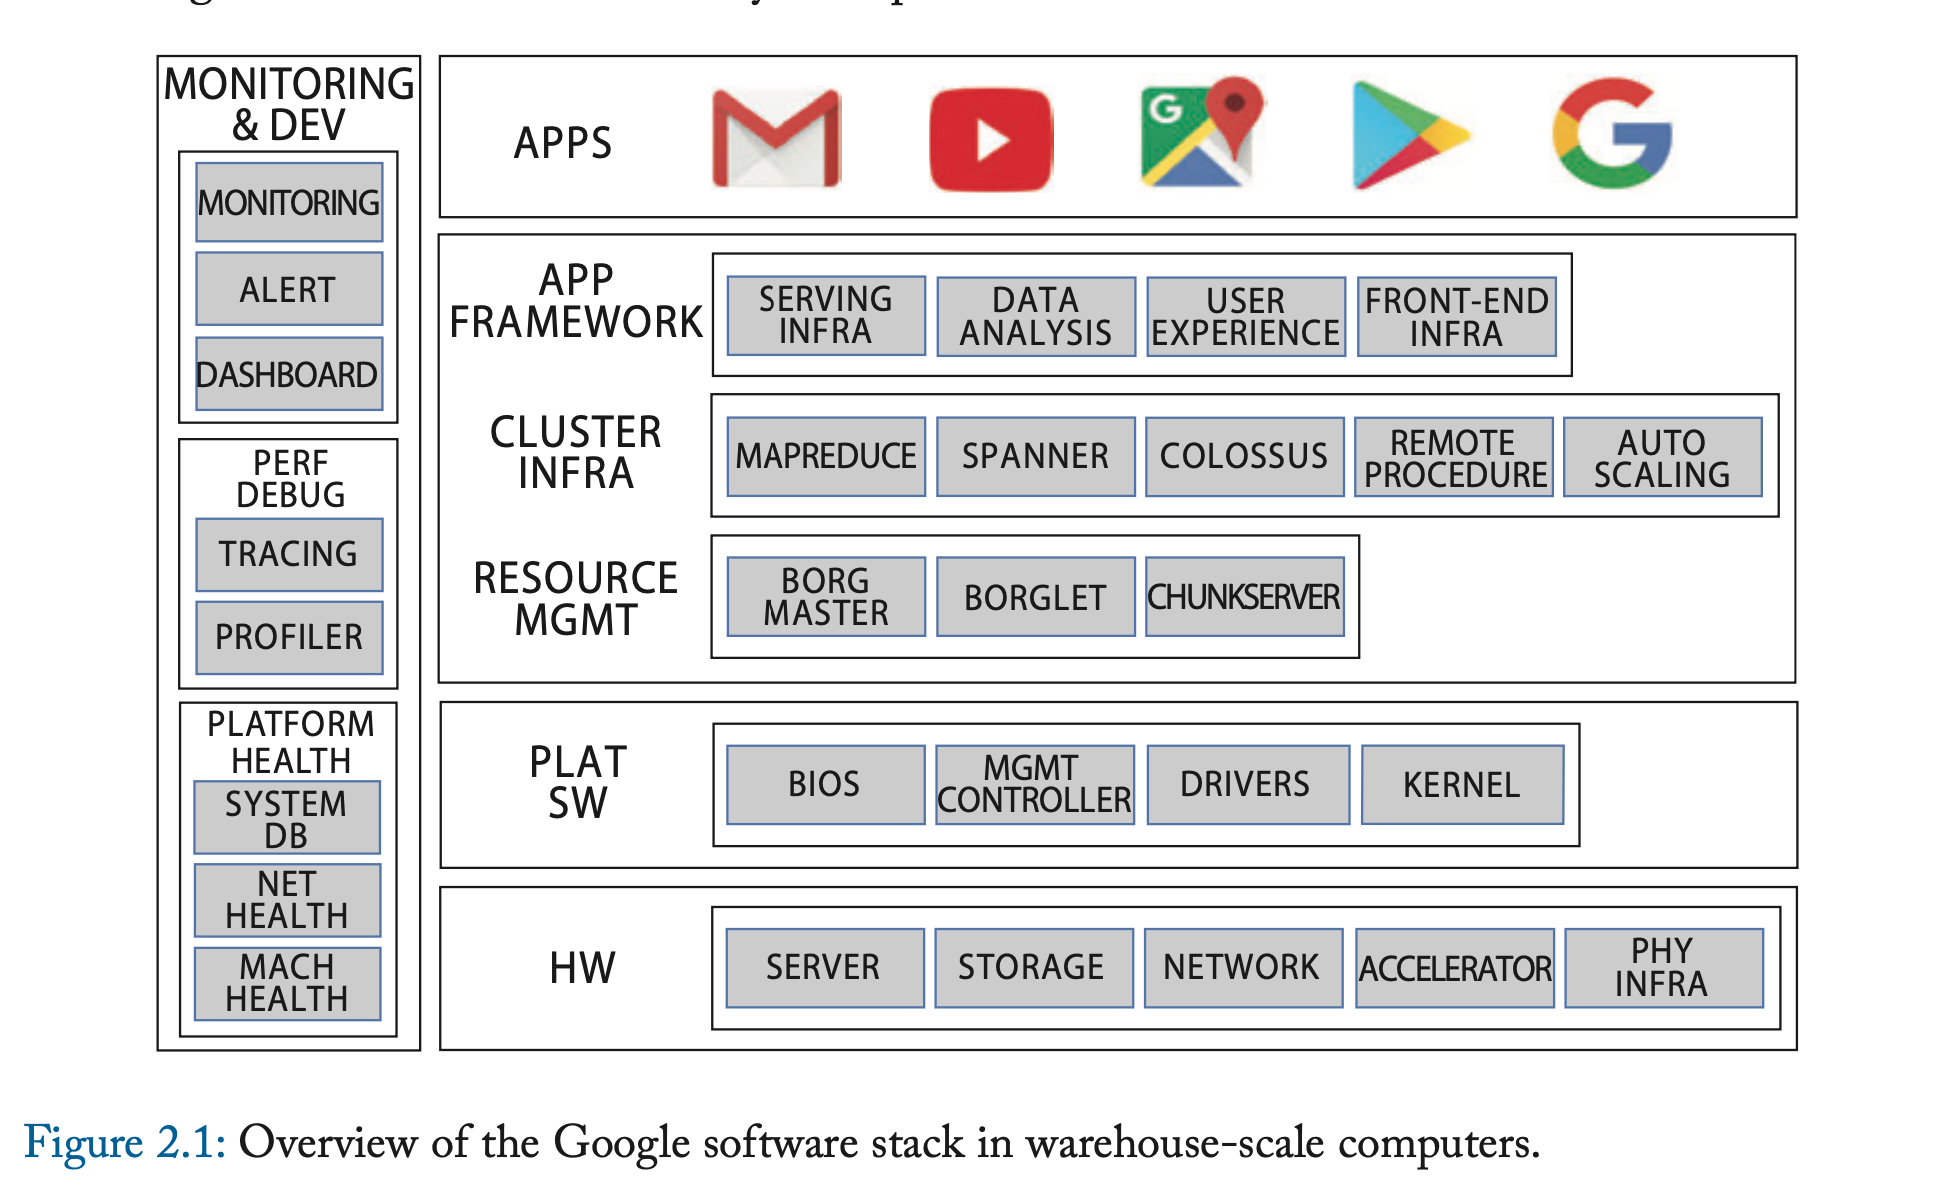 MONITORING
& DEV
MONITORING
ALERT
DASHBOARD
PERF
DEBUG
TRACING
PROFILER
PLATFORM
HEALTH
SYSTEM
DB
NET
HEALTH
MACH
HEALTH
APPS
G
G
APP
FRAMEWORK
SERVING
INFRA
DATA
ANALYSIS
USER
EXPERIENCE
FRONT-END
INFRA
CLUSTER
INFRA
MAPREDUCE
SPANNER
COLOSSUS
REMOTE
PROCEDURE
AUTO
SCALING
RESOURCE
MGMT
BORG
MASTER
BORGLET
CHUNKSERVER
PLAT
SW
BIOS
MGMT
CONTROLLER
DRIVERS
KERNEL
HW
SERVER
STORAGE
NETWORK
ACCELERATOR
PHY
INFRA
Figure 2.1: Overview of the Google software stack in warehouse-scale computers.